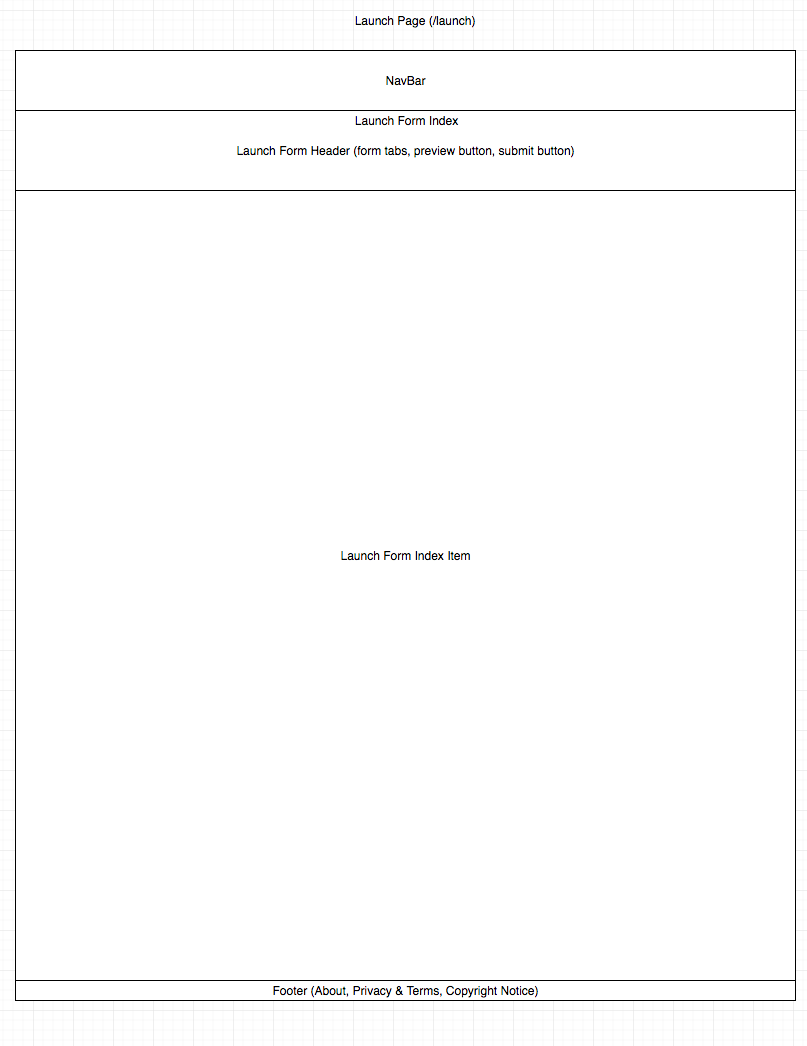 Launch Page (/launch)
NavBar
Launch Form Index
Launch Form Header (form tabs, preview button, submit button)
Launch Form Index Item
Footer (About, Privacy & Terms, Copyright Notice)